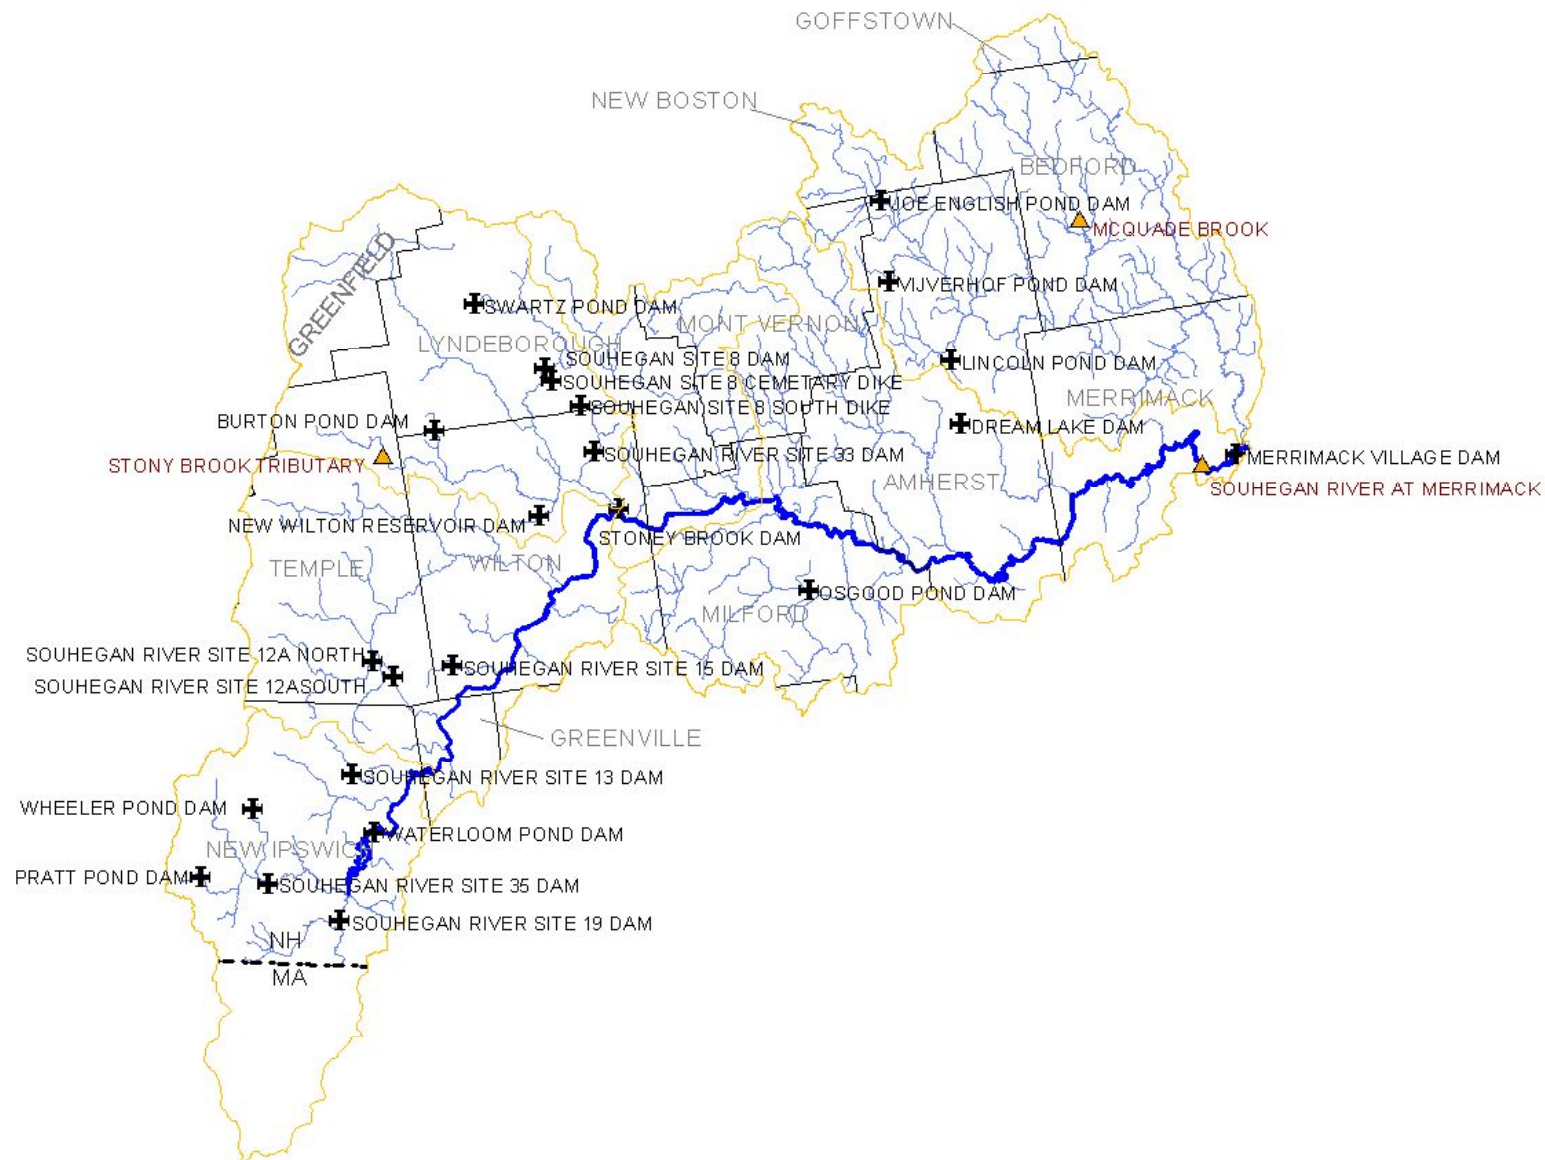 GOFFSTOWN
NEW BOSTON
BEDFORD
JOE ENGLISH POND DAM
MCQUADE BROOK
GREENFIELD
VIJVERHOF POND DAM
SWARTZ POND DAM
MONT VERNON
LYNDEBOROUGH
SOUHEGAN SITE 8 DAM
LINCOLN POND DAM
SOUHEGAN SITE 8 CEMETARY DIKE
MERRIMACK
SOUHEGAN SITE 8 SOUTH DIKE
BURTON POND DAM
DREAM LAKE DAM
SOUHEGAN RIVER SITE 33 DAM
MERRIMACK VILLAGE DAM
STONY BROOK TRIBUTARY
AMHERST
SOUHEGAN RIVER AT MERRIMACK
NEW WILTON RESERVOIR DAM
STONEY BROOK DAM
TEMPLE
WILTON
OSGOOD POND DAM
MILFORD
SOUHEGAN RIVER SITE 12A NORTH
SOUHEGAN RIVER SITE 15 DAM
SOUHEGAN RIVER SITE 12ASOUTH
GREENVILLE
SOUHEGAN RIVER SITE 13 DAM
WHEELER POND DAM
WATERLOOM POND DAM
NEW IPSWICH
PRATT POND DAM
SOUHEGAN RIVER SITE 35 DAM
SOUHEGAN RIVER SITE 19 DAM
NH
MA